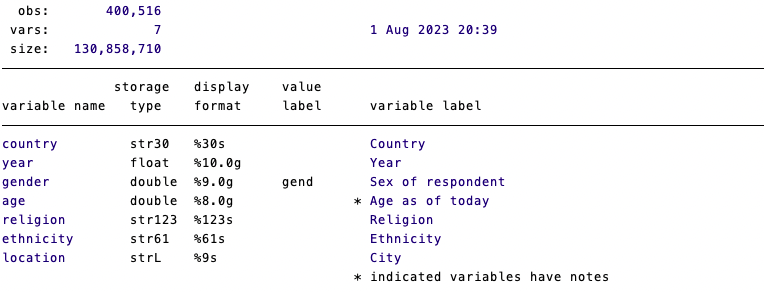 obs: 400,516
vars: 7 1 Aug 2023 20:39
size: 130,858,710
storage display value
variable name type format label variable label
country str30 %30s Country
year float %10.0g Year
gender double %9.0g gend Sex of respondent
age double %8.0g * Age as of today
religion str123 %123s Religion
ethnicity str61 %61s Ethnicity
location strL %9s City
* indicated variables have notes